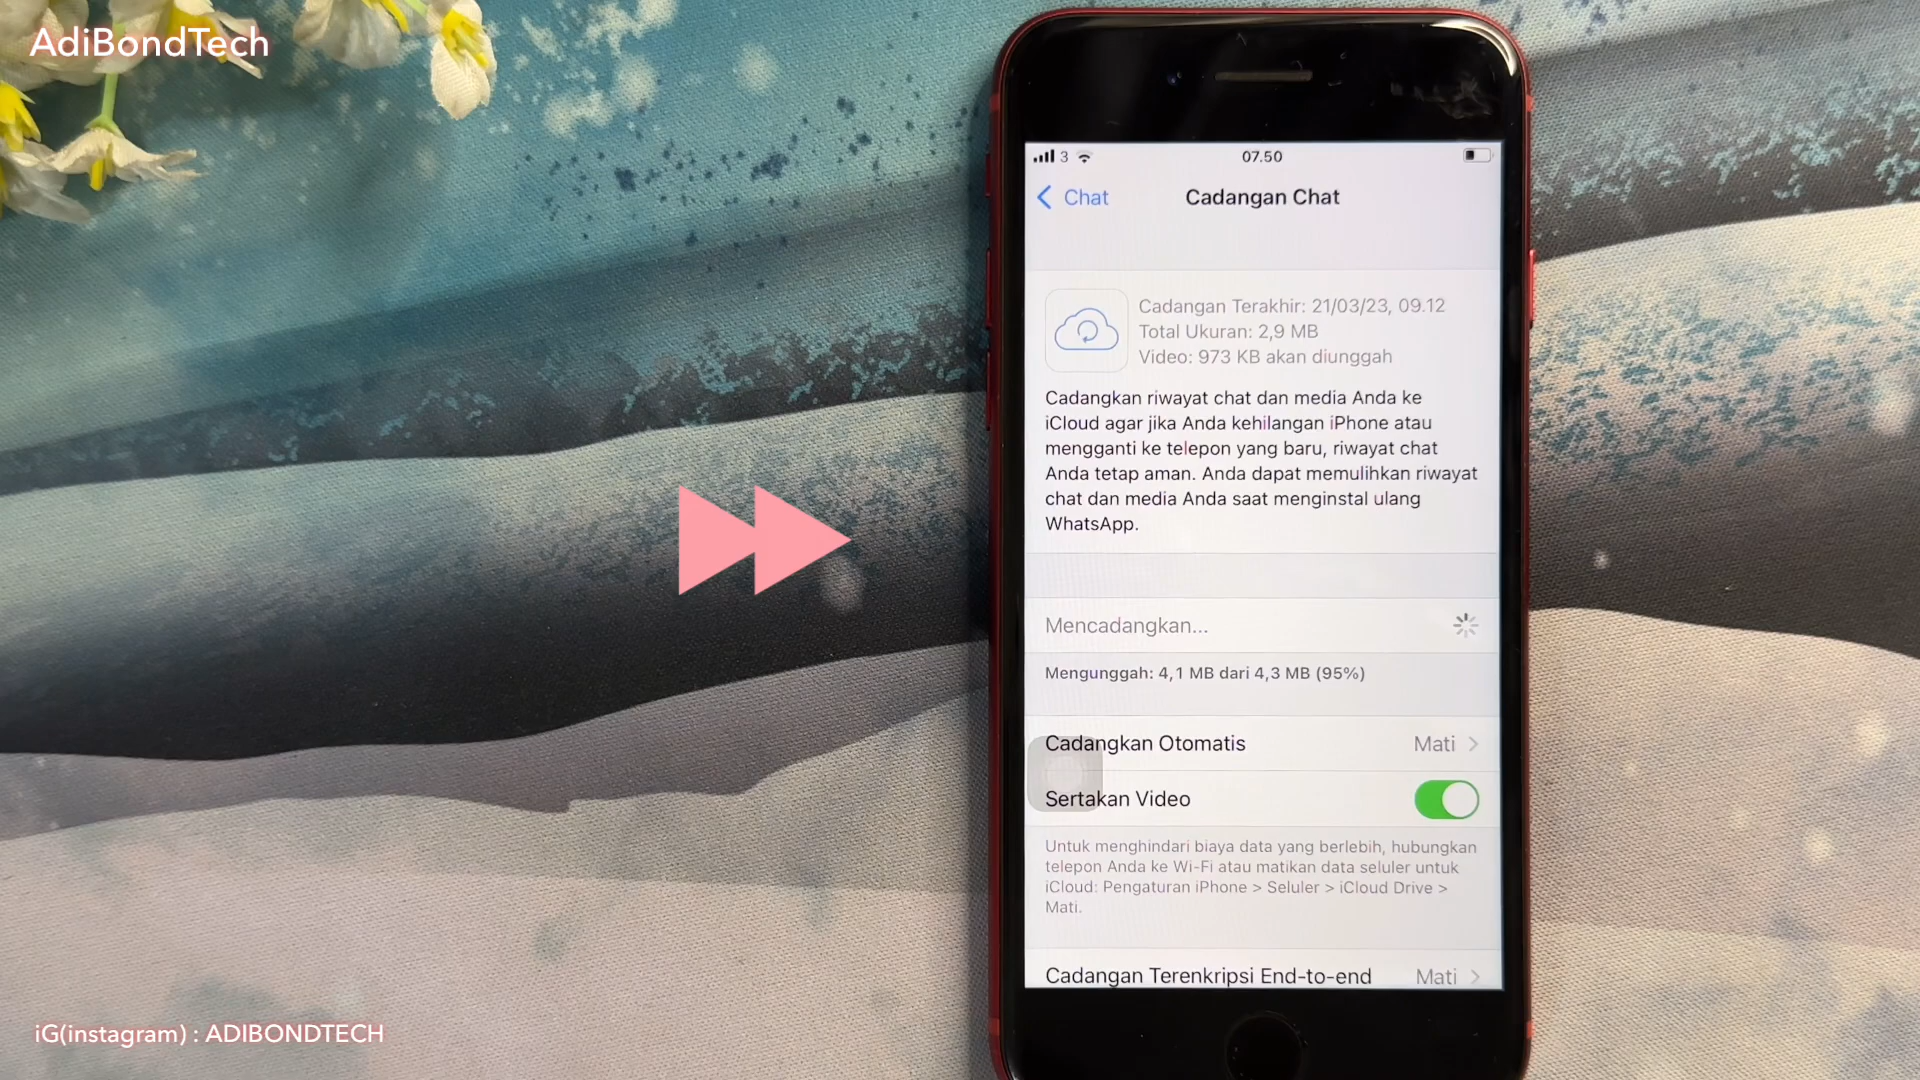 AdiBondTech
3
07.50
Chat
Cadangan Chat
Cadangan Terakhir: 21/03/23, 09.12
Total Ukuran: 2,9 MB
Video: 973 KB akan diunggah
Cadangkan riwayat chat dan media Anda ke
iCloud agar jika Anda kehilangan iPhone atau
mengganti ke telepon yang baru, riwayat chat
Anda tetap aman. Anda dapat memulihkan riwayat
chat dan media Anda saat menginstal ulang
WhatsApp.
Mencadangkan...
Mengunggah: 4,1 MB dari 4,3 MB (95%)
Cadangkan Otomatis Mati
Sertakan Video
Untuk menghindari biaya data yang berlebih, hubungkan
telepon Anda ke Wi-Fi atau matikan data seluler untuk
iCloud: Pengaturan iPhone > Seluler > iCloud Drive >
Mati.
Cadangan Terenkripsi End-to-end Mati
iG(instagram) : ADIBONDTECH